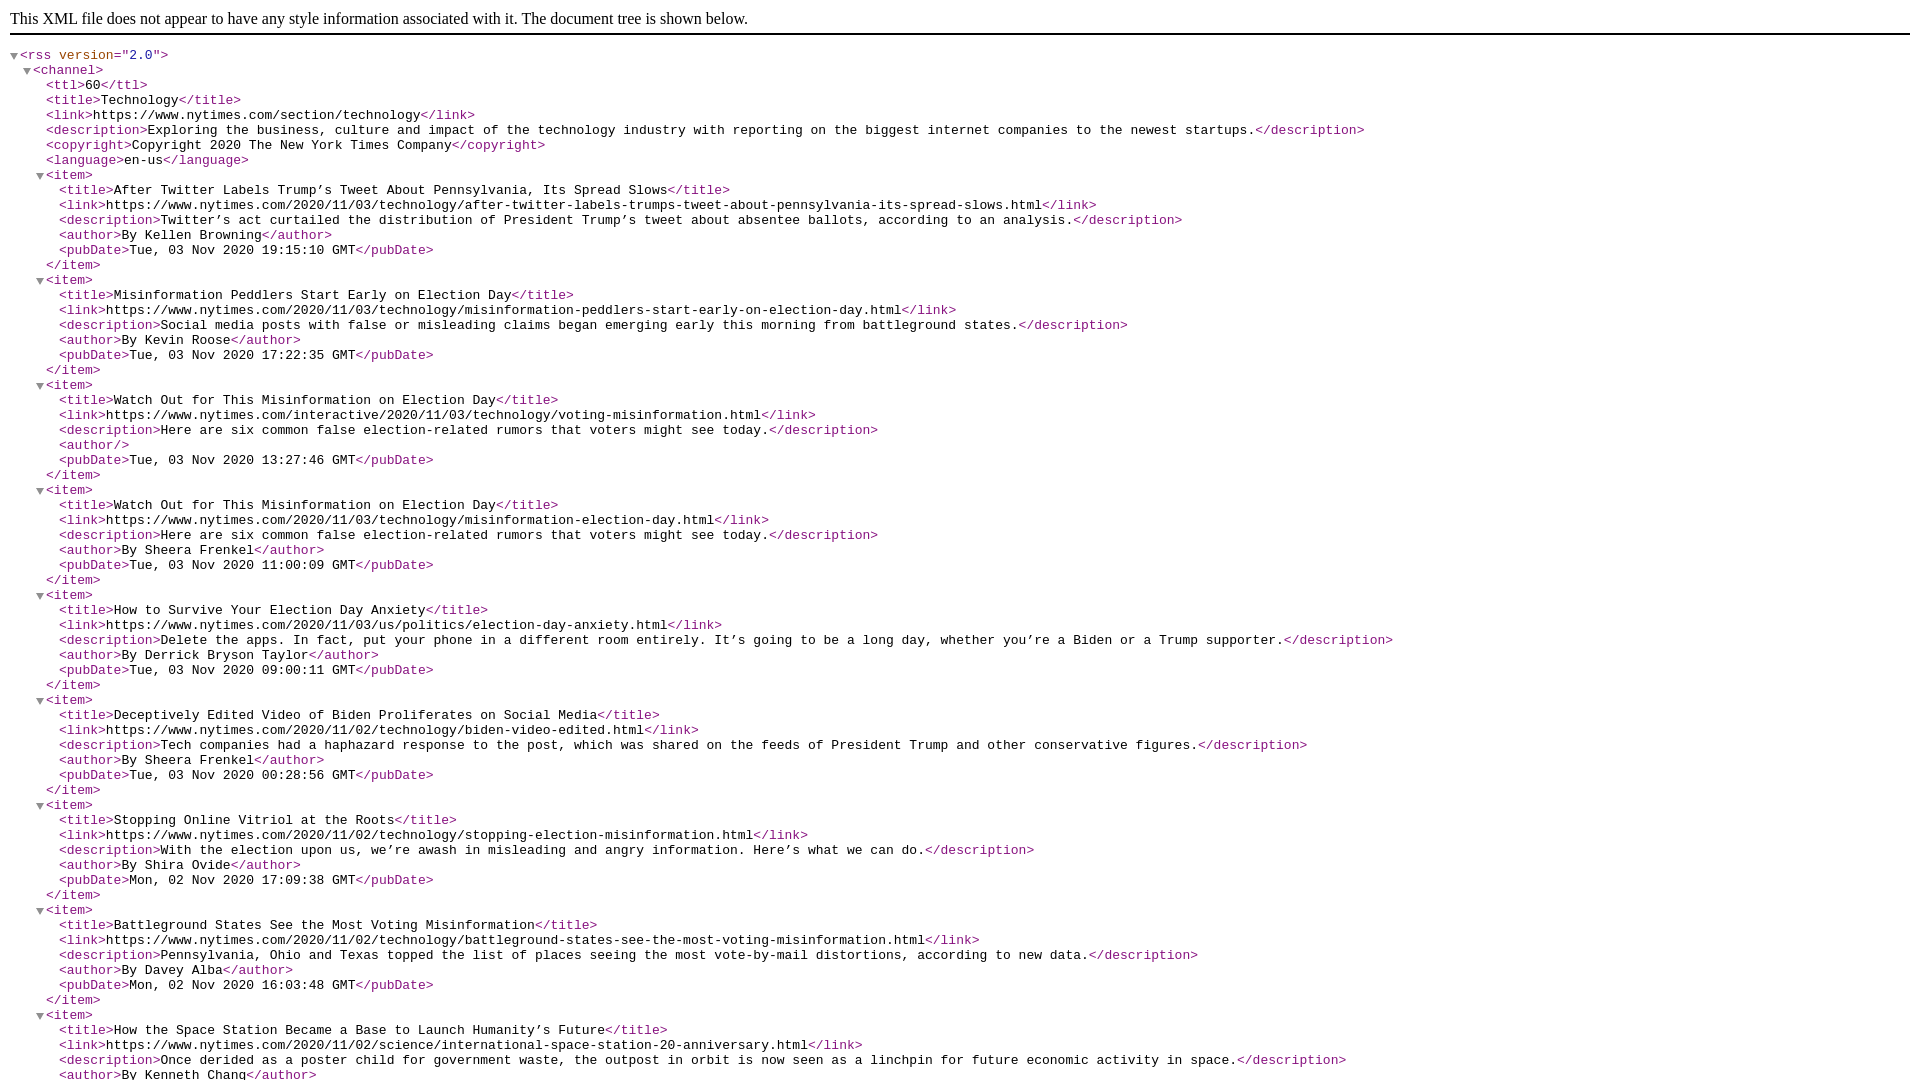 This XML file does not appear to have any style information associated with it. The document tree is shown below.
<rss version="2.0">
<channel>
<ttl>60</ttl>
<title>Technology</title>
<link>https://www.nytimes.com/section/technology</link>
<description>Exploring the business, culture and impact of the technology industry with reporting on the biggest internet companies to the newest startups.</description>
<copyright>Copyright 2020 The New York Times Company</copyright>
<language>en-us</language>
<item>
<title>After Twitter Labels Trump’s Tweet About Pennsylvania, Its Spread Slows</title>
<link>https://www.nytimes.com/2020/11/03/technology/after-twitter-labels-trumps-tweet-about-pennsylvania-its-spread-slows.html</link>
<description>Twitter’s act curtailed the distribution of President Trump’s tweet about absentee ballots, according to an analysis.</description>
<author>By Kellen Browning</author>
<pubDate>Tue, 03 Nov 2020 19:15:10 GMT</pubDate>
</item>
<item>
<title>Misinformation Peddlers Start Early on Election Day</title>
<link>https://www.nytimes.com/2020/11/03/technology/misinformation-peddlers-start-early-on-election-day.html</link>
<description>Social media posts with false or misleading claims began emerging early this morning from battleground states.</description>
<author>By Kevin Roose</author>
<pubDate>Tue, 03 Nov 2020 17:22:35 GMT</pubDate>
</item>
<item>
<title>Watch Out for This Misinformation on Election Day</title>
<link>https://www.nytimes.com/interactive/2020/11/03/technology/voting-misinformation.html</link>
<description>Here are six common false election-related rumors that voters might see today.</description>
<author/>
<pubDate>Tue, 03 Nov 2020 13:27:46 GMT</pubDate>
</item>
<item>
<title>Watch Out for This Misinformation on Election Day</title>
<link>https://www.nytimes.com/2020/11/03/technology/misinformation-election-day.html</link>
<description>Here are six common false election-related rumors that voters might see today.</description>
<author>By Sheera Frenkel</author>
<pubDate>Tue, 03 Nov 2020 11:00:09 GMT</pubDate>
</item>
<item>
<title>How to Survive Your Election Day Anxiety</title>
<link>https://www.nytimes.com/2020/11/03/us/politics/election-day-anxiety.html</link>
<description>Delete the apps. In fact, put your phone in a different room entirely. It’s going to be a long day, whether you’re a Biden or a Trump supporter.</description>
<author>By Derrick Bryson Taylor</author>
<pubDate>Tue, 03 Nov 2020 09:00:11 GMT</pubDate>
</item>
<item>
<title>Deceptively Edited Video of Biden Proliferates on Social Media</title>
<link>https://www.nytimes.com/2020/11/02/technology/biden-video-edited.html</link>
<description>Tech companies had a haphazard response to the post, which was shared on the feeds of President Trump and other conservative figures.</description>
<author>By Sheera Frenkel</author>
<pubDate>Tue, 03 Nov 2020 00:28:56 GMT</pubDate>
</item>
<item>
<title>Stopping Online Vitriol at the Roots</title>
<link>https://www.nytimes.com/2020/11/02/technology/stopping-election-misinformation.html</link>
<description>With the election upon us, we’re awash in misleading and angry information. Here’s what we can do.</description>
<author>By Shira Ovide</author>
<pubDate>Mon, 02 Nov 2020 17:09:38 GMT</pubDate>
</item>
<item>
<title>Battleground States See the Most Voting Misinformation</title>
<link>https://www.nytimes.com/2020/11/02/technology/battleground-states-see-the-most-voting-misinformation.html</link>
<description>Pennsylvania, Ohio and Texas topped the list of places seeing the most vote-by-mail distortions, according to new data.</description>
<author>By Davey Alba</author>
<pubDate>Mon, 02 Nov 2020 16:03:48 GMT</pubDate>
</item>
<item>
<title>How the Space Station Became a Base to Launch Humanity’s Future</title>
<link>https://www.nytimes.com/2020/11/02/science/international-space-station-20-anniversary.html</link>
<description>Once derided as a poster child for government waste, the outpost in orbit is now seen as a linchpin for future economic activity in space.</description>
<author>By Kenneth Chang</author>